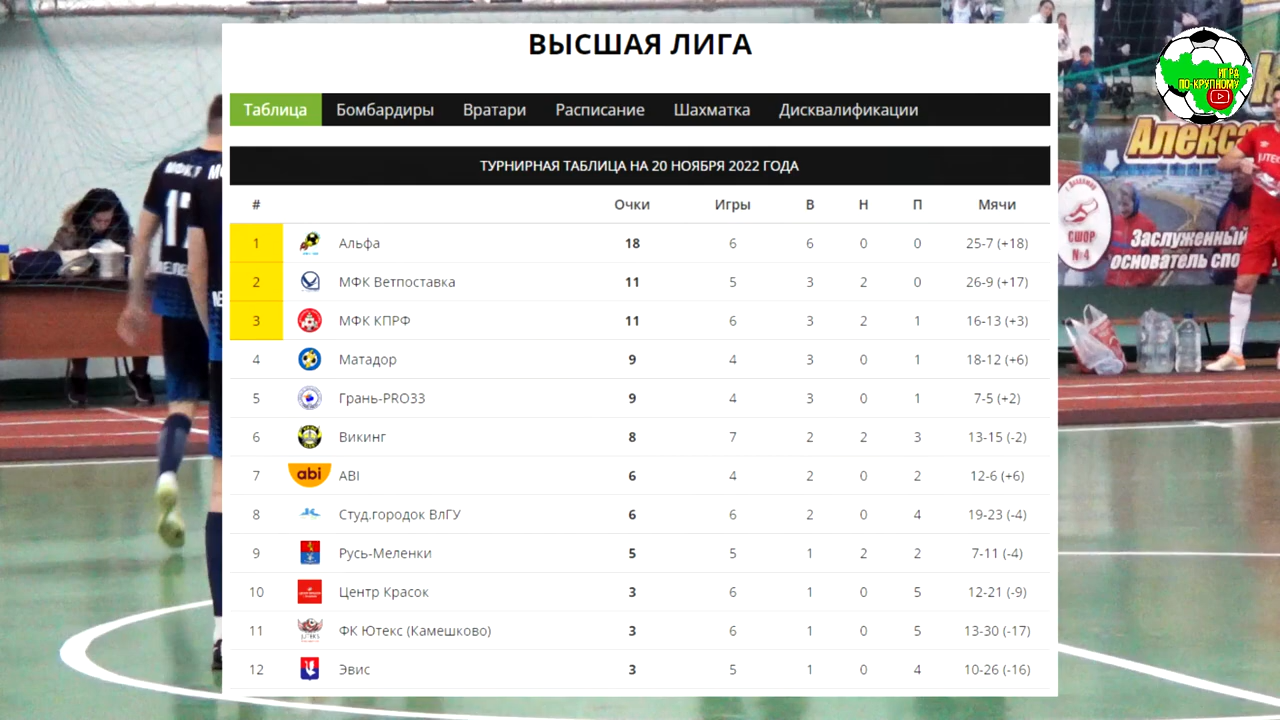 ВЫСШАЯ ЛИГА
Таблица Бомбардиры Вратари Расписание Шахматка Дисквалификации
ТУРНИРНАЯ ТАБЛИЦА НА 20 НОЯБРЯ 2022 ГОДА
# Очки Игры В Н П Мячи
1 Альфа 18 6 6 0 0 25-7 (+18)
2 МФК Ветпоставка 11 5 3 2 0 26-9 (+17)
3 МФК КПРФ 11 6 3 2 1 16-13 (+3)
4 Матадор 9 4 3 0 1 18-12 (+6)
5 Грань-PRO33 9 4 3 0 1 7-5 (+2)
6 Викинг 8 7 2 2 3 13-15 (-2)
7 abi ABI 6 4 2 0 2 12-6 (+6)
8 Студ.городок ВлГУ 6 6 2 0 4 19-23 (-4)
9 Русь-Меленки 5 5 1 2 2 7-11 (-4)
10 Центр Красок 3 6 1 0 5 12-21 (-9)
11 ФК Ютекс (Камешково) 3 6 1 0 5 13-30 (-17)
12 Эвис 3 5 1 0 4 10-26 (-16)
ИГРА
ПО-КРУПНОМУ
Алекса
СШОР
№4
Заслуженный
основатель спо